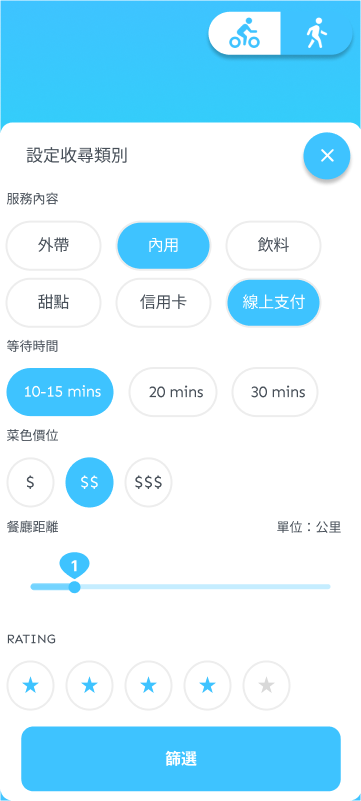 設定收尋類別
服務內容
外帶 內用 飲料
甜點 信用卡 線上支付
等待時間
10-15 mins 20 mins 30 mins
菜色價位
$ $$ $$$
餐廳距離 單位：公里
1
RATING
篩選